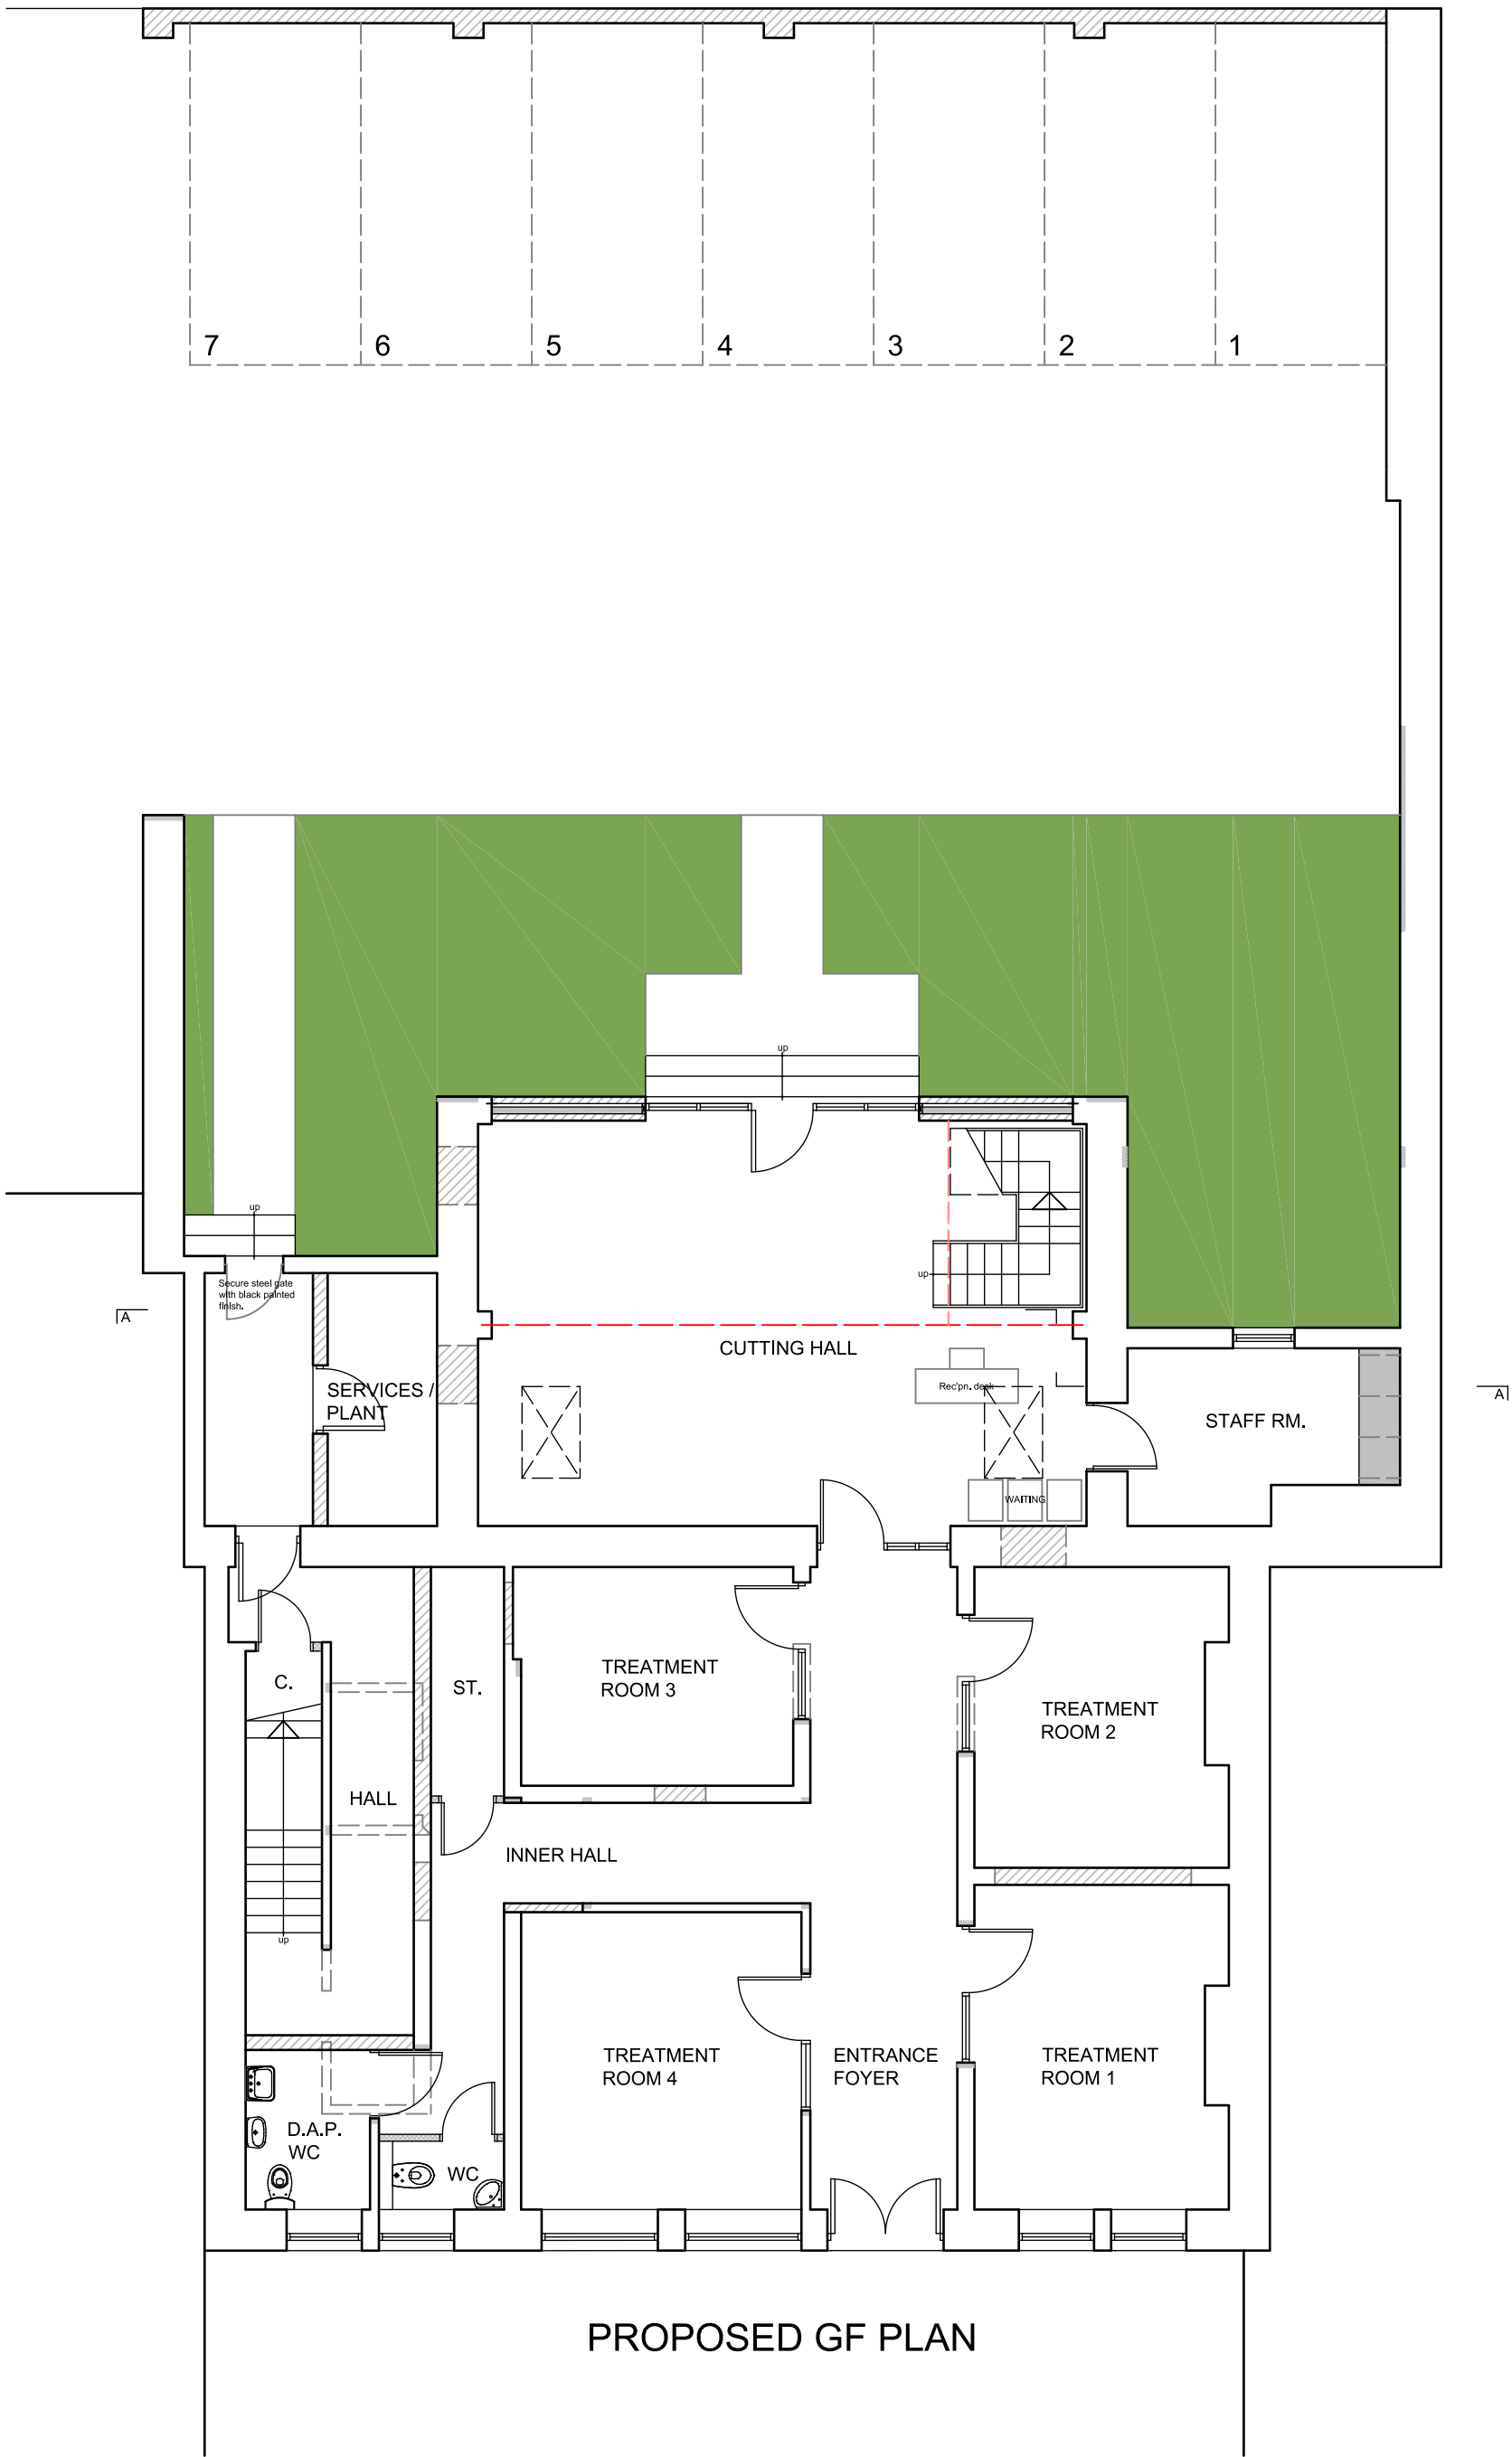 7
6
5
4
3
2
1
up
up
Secure steel gate
with black painted
finish.
up
A
CUTTING HALL
Rec'pn. desk
SERVICES /
PLANT
A
STAFF RM.
WAITING
C.
ST.
TREATMENT
ROOM 3
TREATMENT
ROOM 2
HALL
INNER HALL
up
D.A.P.
WC
WC
TREATMENT
ROOM 4
ENTRANCE
FOYER
TREATMENT
ROOM 1
PROPOSED GF PLAN